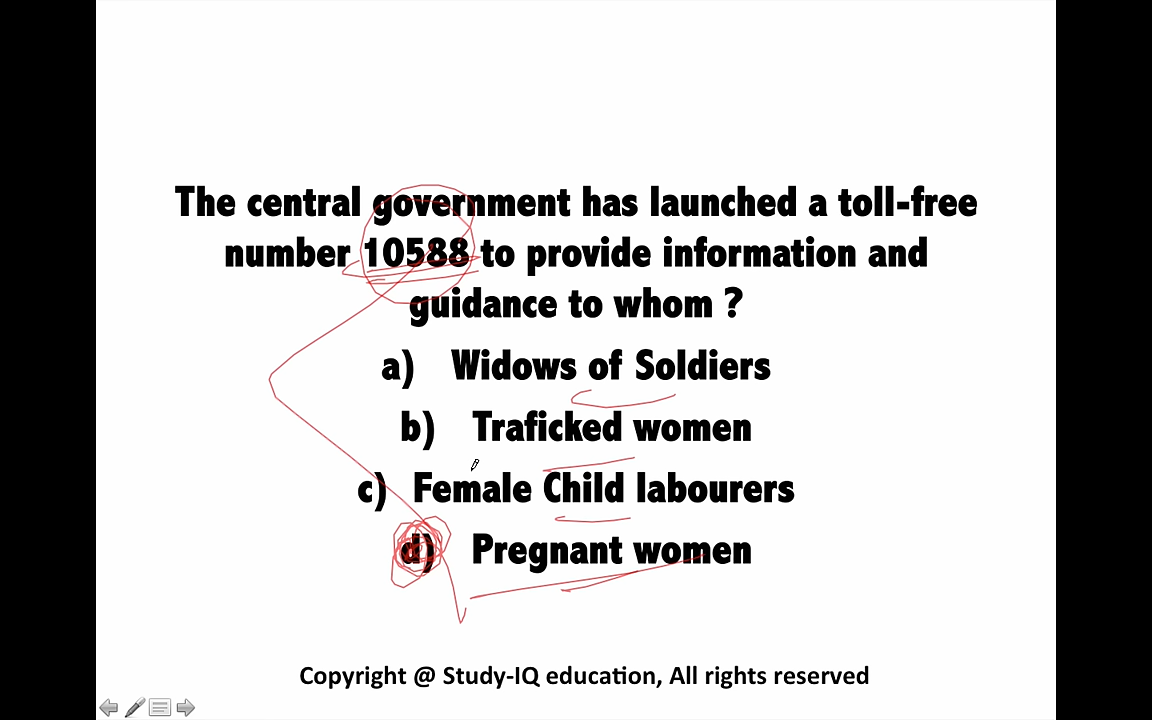 The central government has launched a toll-free
number 10588 to provide information and
guidance to whom ?
a) Widows of Soldiers
b) Traficked women
c) Female Child labourers
d) Pregnant women
Copyright @ Study-IQ education, All rights reserved